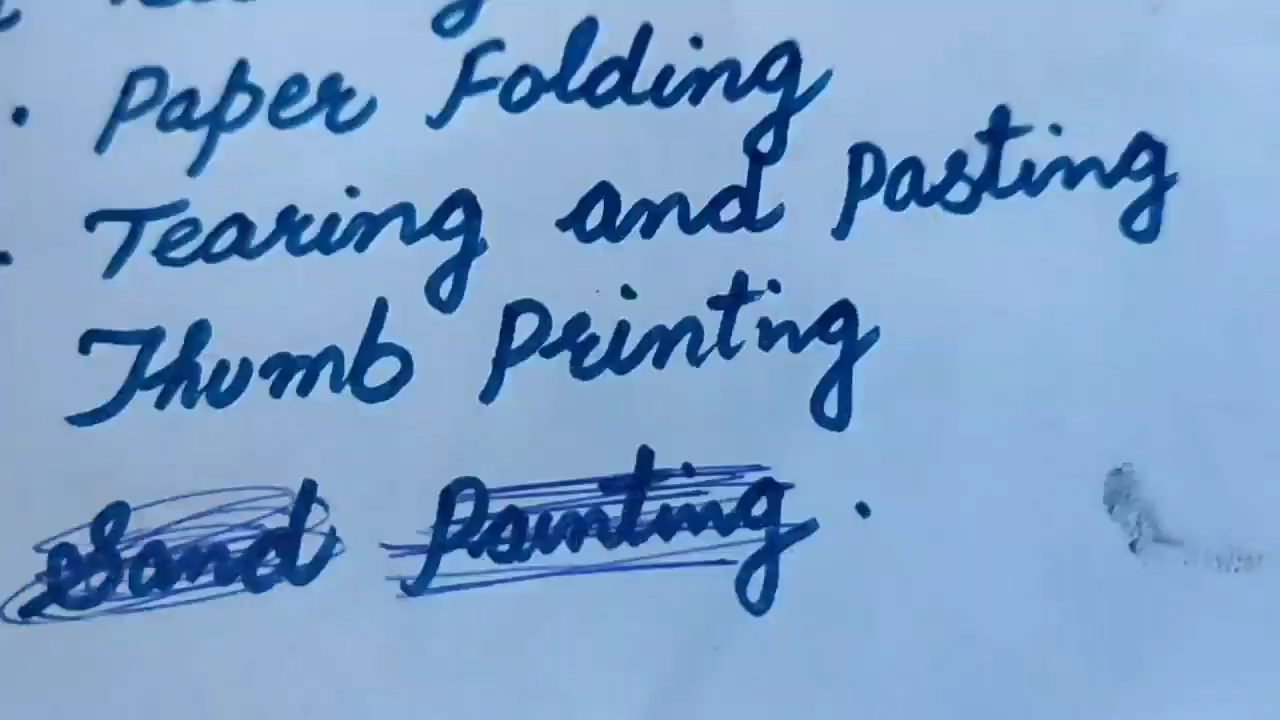 . Paper Folding
. Tearing and Pasting
Thumb Printing
Sand Painting .